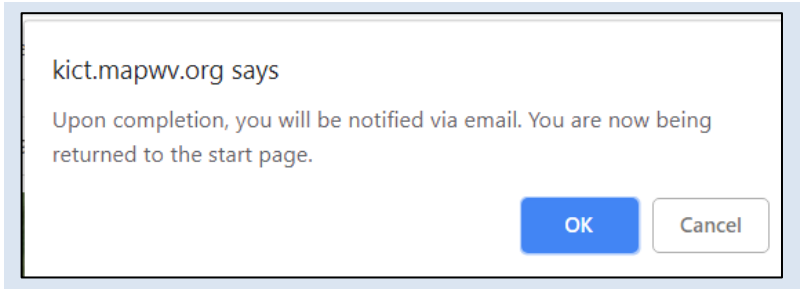 kict.mapwv.org says
Upon completion, you will be notified via email. You are now being
returned to the start page.
OK
Cancel